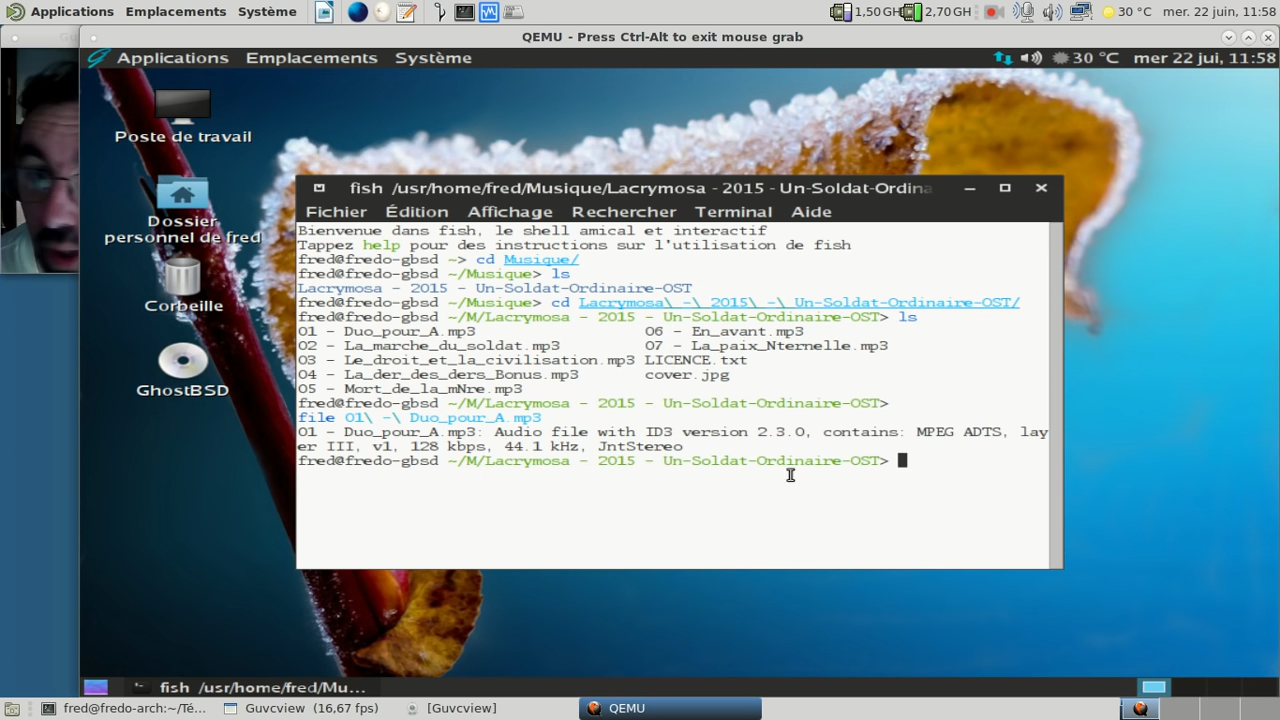 Applications Emplacements Système 1,50 GH 2,70 GH 30 °C mer. 22 juin, 11:58
QEMU - Press Ctrl-Alt to exit mouse grab
Applications Emplacements Système 30 °C mer 22 jui, 11:58
Poste de travail
Dossier
personnel de fred
Corbeille
GhostBSD
fish /usr/home/fred/Musique/Lacrymosa - 2015 - Un-Soldat-Ordina
Fichier Édition Affichage Rechercher Terminal Aide
Bienvenue dans fish, le shell amical et interactif
Tappez help pour des instructions sur l'utilisation de fish
fred@fredo-gbsd ~> cd Musique/
fred@fredo-gbsd ~/Musique> ls
Lacrymosa - 2015 - Un-Soldat-Ordinaire-OST
fred@fredo-gbsd ~/Musique> cd Lacrymosa\ -\ 2015\ -\ Un-Soldat-Ordinaire-OST/
fred@fredo-gbsd ~/M/Lacrymosa - 2015 - Un-Soldat-Ordinaire-OST> ls
01 - Duo_pour_A.mp3 06 - En_avant.mp3
02 - La_marche_du_soldat.mp3 07 - La_paix_Nternelle.mp3
03 - Le_droit_et_la_civilisation.mp3 LICENCE.txt
04 - La_der_des_ders_Bonus.mp3 cover.jpg
05 - Mort_de_la_mNre.mp3
fred@fredo-gbsd ~/M/Lacrymosa - 2015 - Un-Soldat-Ordinaire-OST>
file 01\ -\ Duo_pour_A.mp3
01 - Duo_pour_A.mp3: Audio file with ID3 version 2.3.0, contains: MPEG ADTS, lay
er III, v1, 128 kbps, 44.1 kHz, JntStereo
fred@fredo-gbsd ~/M/Lacrymosa - 2015 - Un-Soldat-Ordinaire-OST>
fish /usr/home/fred/Mu...
fred@fredo-arch:~/Té... Guvcview (16,67 fps) [Guvcview] QEMU